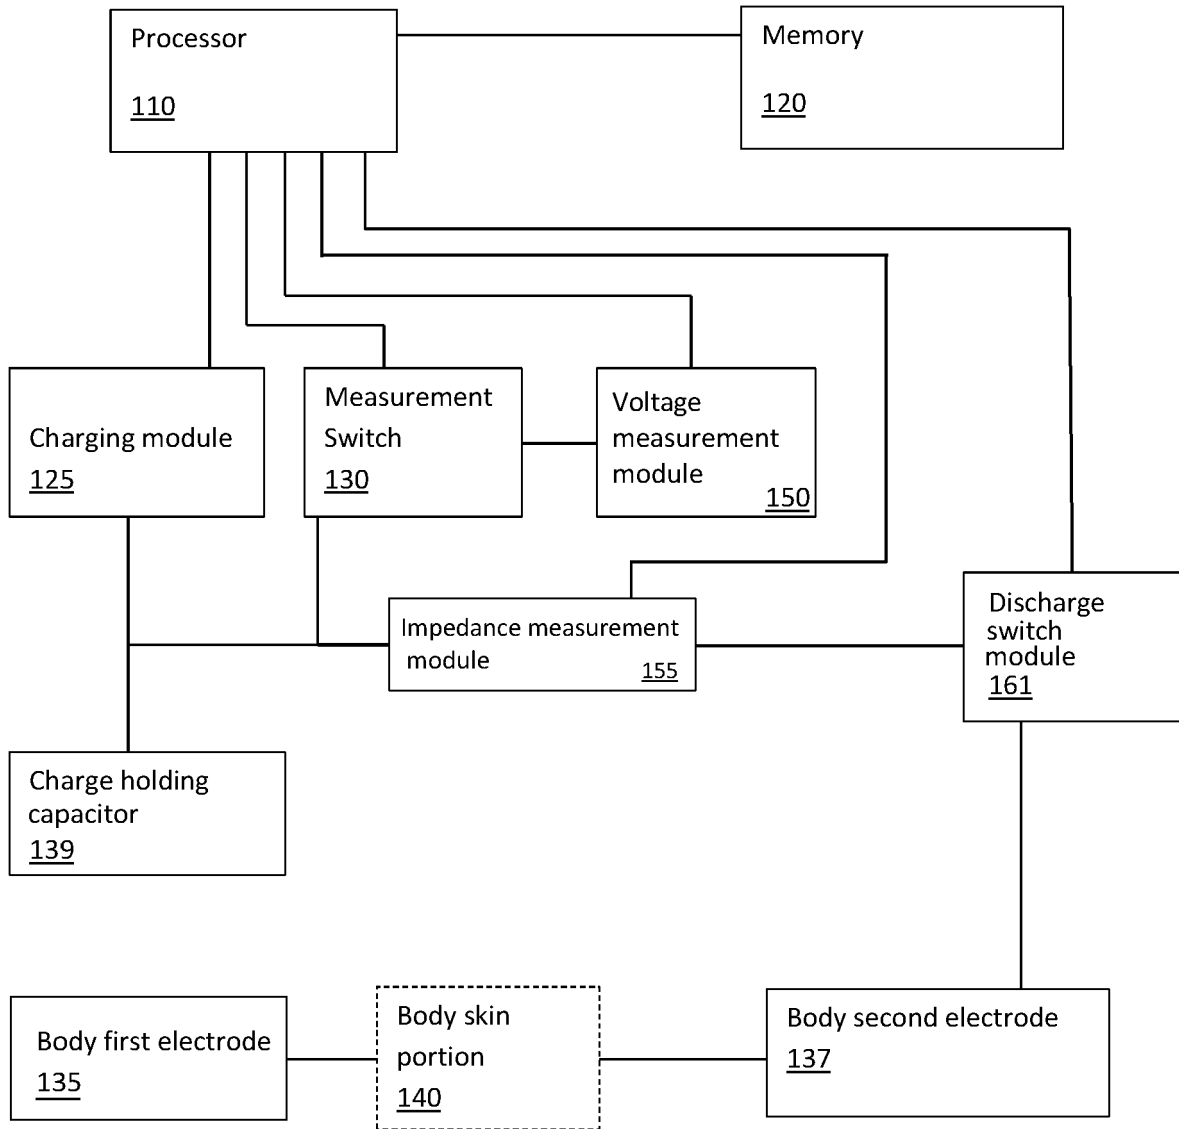 Processor
110
Memory
120
Charging module
125
Measurement
Switch
130
Voltage
measurement
module
150
Impedance measurement
module
155
Discharge
switch
module
161
Charge holding
capacitor
139
Body first electrode
135
Body skin
portion
140
Body second electrode
137